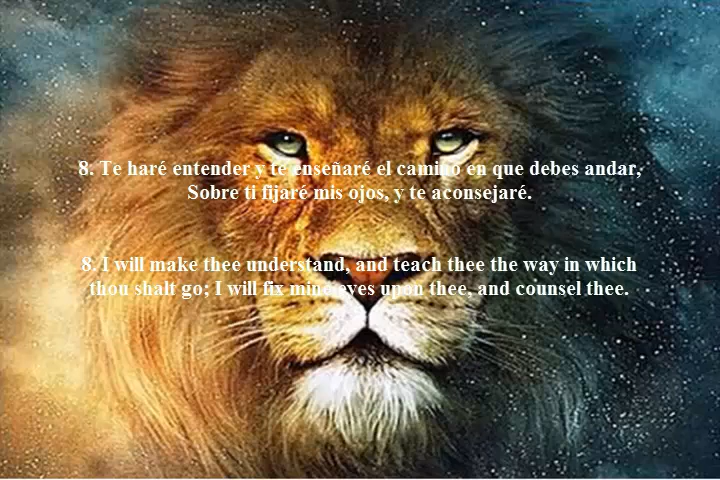 8. Te haré entender y te enseñaré el camino en que debes andar,
Sobre ti fijaré mis ojos, y te aconsejaré.
8. I will make thee understand, and teach thee the way in which
thou shalt go; I will fix mine eyes upon thee, and counsel thee.